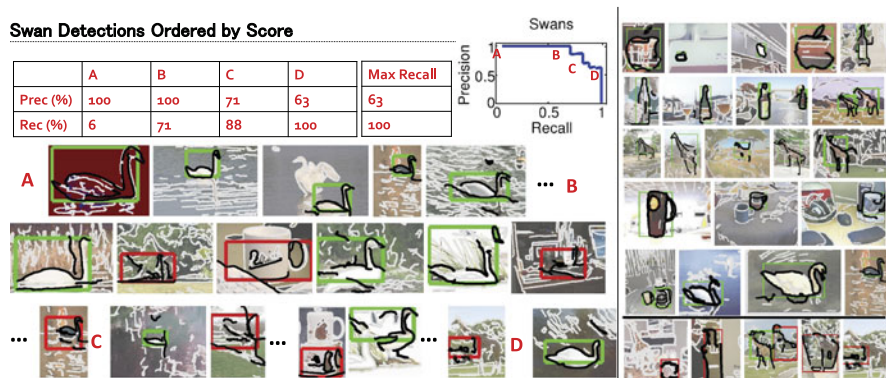 Swan Detections Ordered by Score
A B C D Max Recall
Prec (%) 100 100 71 63 63
Rec (%) 6 71 88 100 100
Swans
Precision
1
0.5
0
A
B
C
D
0 0.5 1
Recall
A
... B
... C
...
... D